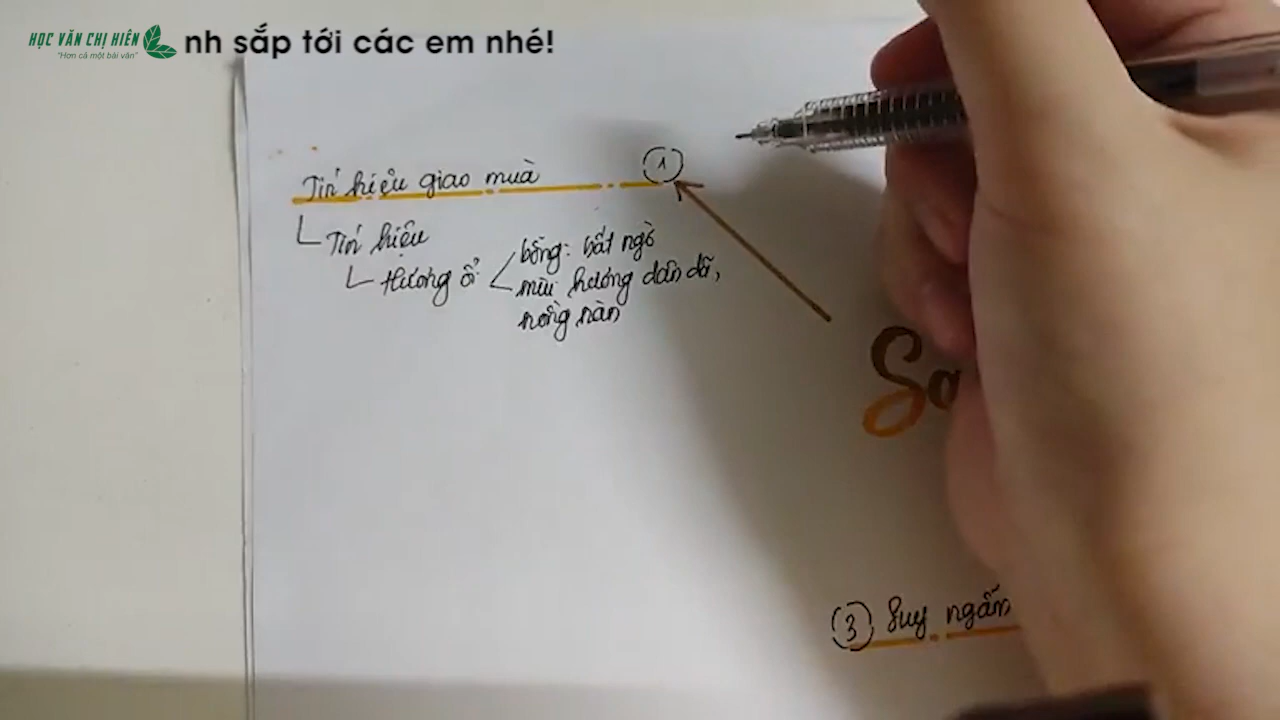 HỌC VĂN CHỊ HIÊN
"Hơn cả một bài văn"
nh sắp tới các em nhé!
Tín hiệu giao mùa
1
Tín hiệu
Hương ổi
bỗng: bất ngờ
mùi hương dân dã,
nồng nàn
Sa
3 Suy ngẫm